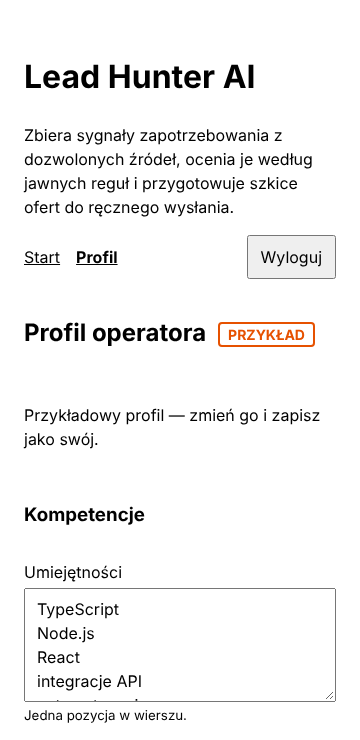 Lead Hunter AI
Zbiera sygnały zapotrzebowania z
dozwolonych źródeł, ocenia je według
jawnych reguł i przygotowuje szkice
ofert do ręcznego wysłania.
Start Profil Wyloguj
Profil operatora PRZYKŁAD
Przykładowy profil — zmień go i zapisz
jako swój.
Kompetencje
Umiejętności
TypeScript
Node.js
React
integracje API
Jedna pozycja w wierszu.